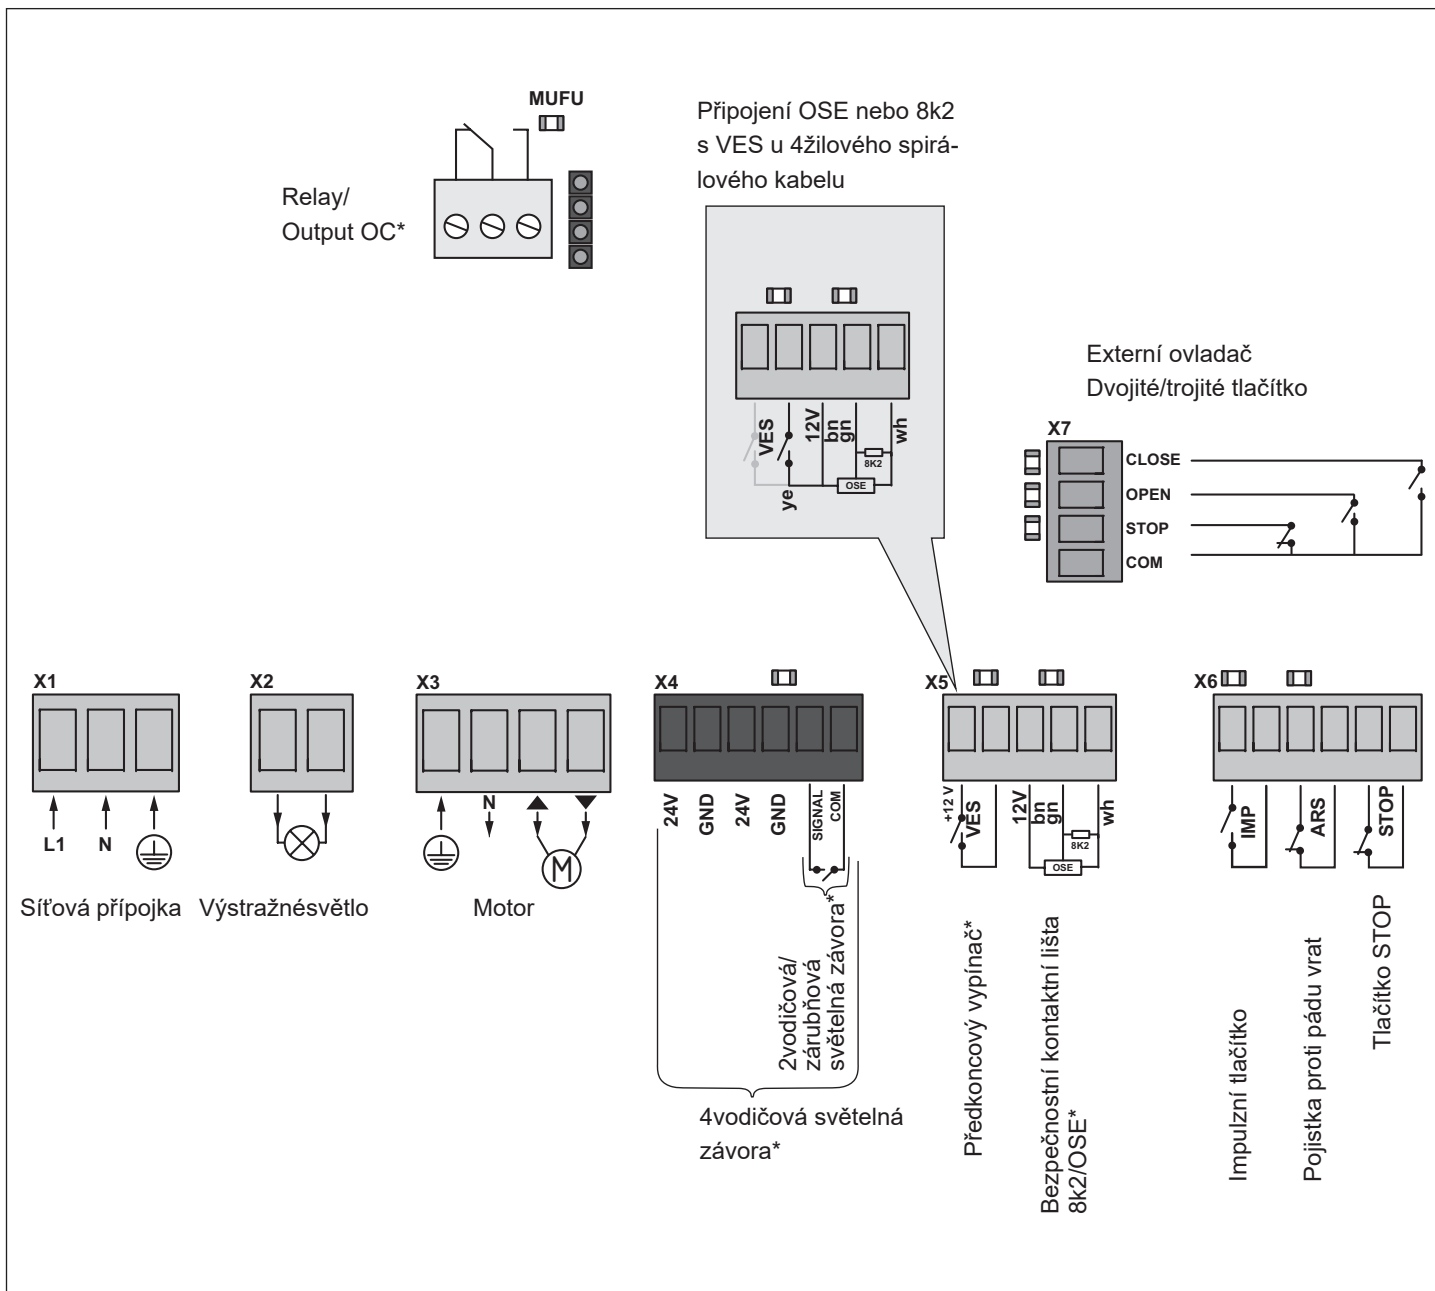 MUFU
Relay/
Output OC*
Připojení OSE nebo 8k2
s VES u 4žilového spirá-
lového kabelu
VES
12V
bn
gn
wh
8K2
OSE
ye
Externí ovladač
Dvojité/trojité tlačítko
X7
CLOSE
OPEN
STOP
COM
X1
L1
N
Síťová přípojka
X2
Výstražnésvětlo
X3
N
M
Motor
X4
24V
GND
24V
GND
SIGNAL
COM
2vodičová/
zárubňová
světelná závora*
4vodičová světelná
závora*
X5
+12 V
VES
12V
bn
gn
wh
8K2
OSE
Předkoncový vypínač*
Bezpečnostní kontaktní lišta
8k2/OSE*
X6
IMP
ARS
STOP
Impulzní tlačítko
Pojistka proti pádu vrat
Tlačítko STOP